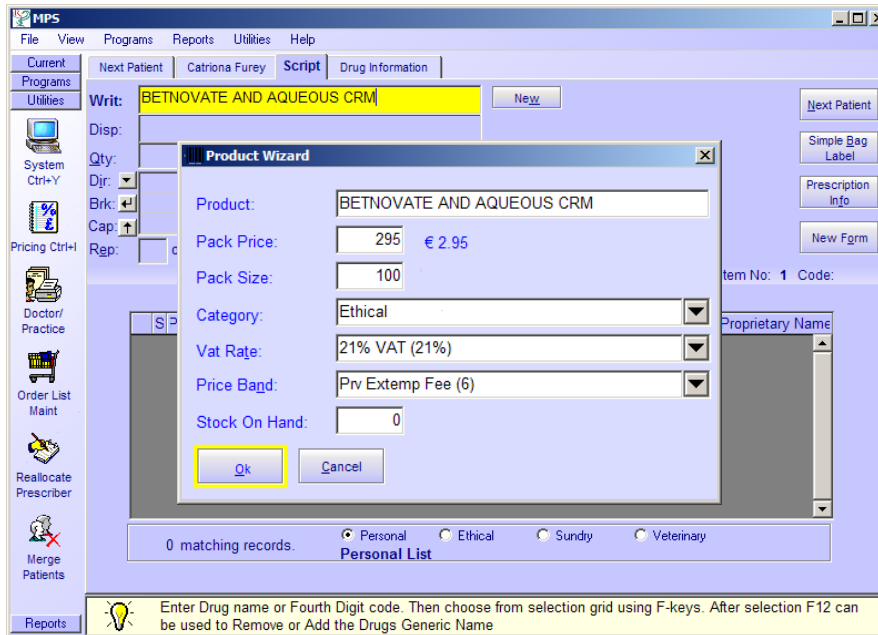 MPS
File View Programs Reports Utilities Help
Current
Programs
Utilities
System
Ctrl+Y
Pricing Ctrl+I
Doctor/
Practice
Order List
Maint
Reallocate
Prescriber
Merge
Patients
Reports
Next Patient Catriona Furey Script Drug Information
Writ: BETNOVATE AND AQUEOUS CRM New
Disp:
Qty:
Dir:
Brk:
Cap:
Rep:
Next Patient
Simple Bag
Label
Prescription
Info
New Form
tem No: 1 Code:
S P Proprietary Name
Product Wizard
Product: BETNOVATE AND AQUEOUS CRM
Pack Price: 295 € 2.95
Pack Size: 100
Category: Ethical
Vat Rate: 21% VAT (21%)
Price Band: Prv Extemp Fee (6)
Stock On Hand: 0
Ok Cancel
0 matching records. Personal Ethical Sundry Veterinary
Personal List
Enter Drug name or Fourth Digit code. Then choose from selection grid using F-keys. After selection F12 can
be used to Remove or Add the Drugs Generic Name